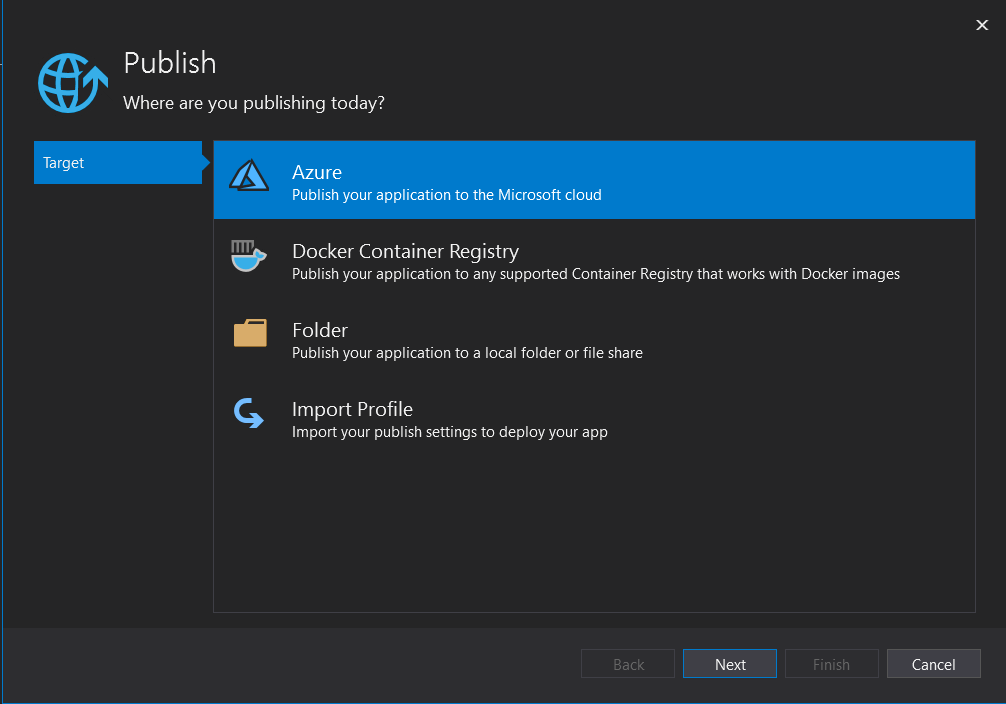 Publish
Where are you publishing today?
Target
Azure
Publish your application to the Microsoft cloud
Docker Container Registry
Publish your application to any supported Container Registry that works with Docker images
Folder
Publish your application to a local folder or file share
Import Profile
Import your publish settings to deploy your app
Back
Next
Finish
Cancel